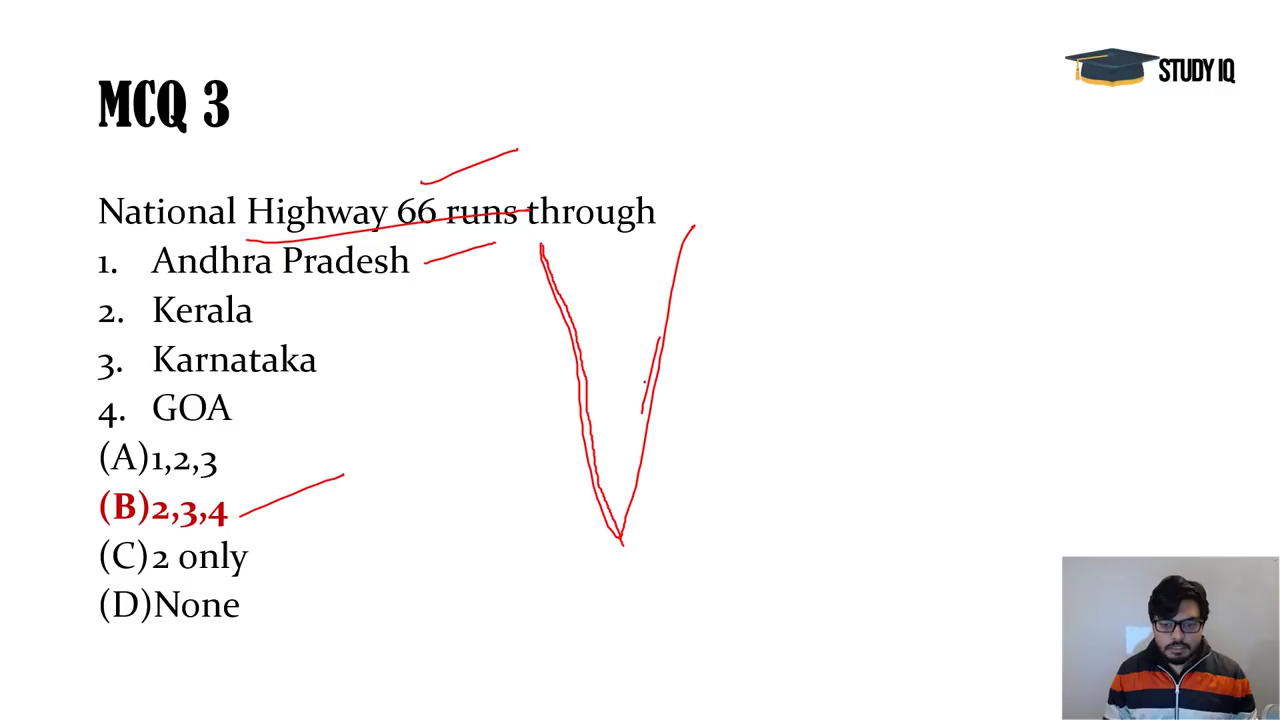 STUDY IQ
MCQ 3
National Highway 66 runs through
1. Andhra Pradesh
2. Kerala
3. Karnataka
4. GOA
(A)1,2,3
(B)2,3,4
(C)2 only
(D)None